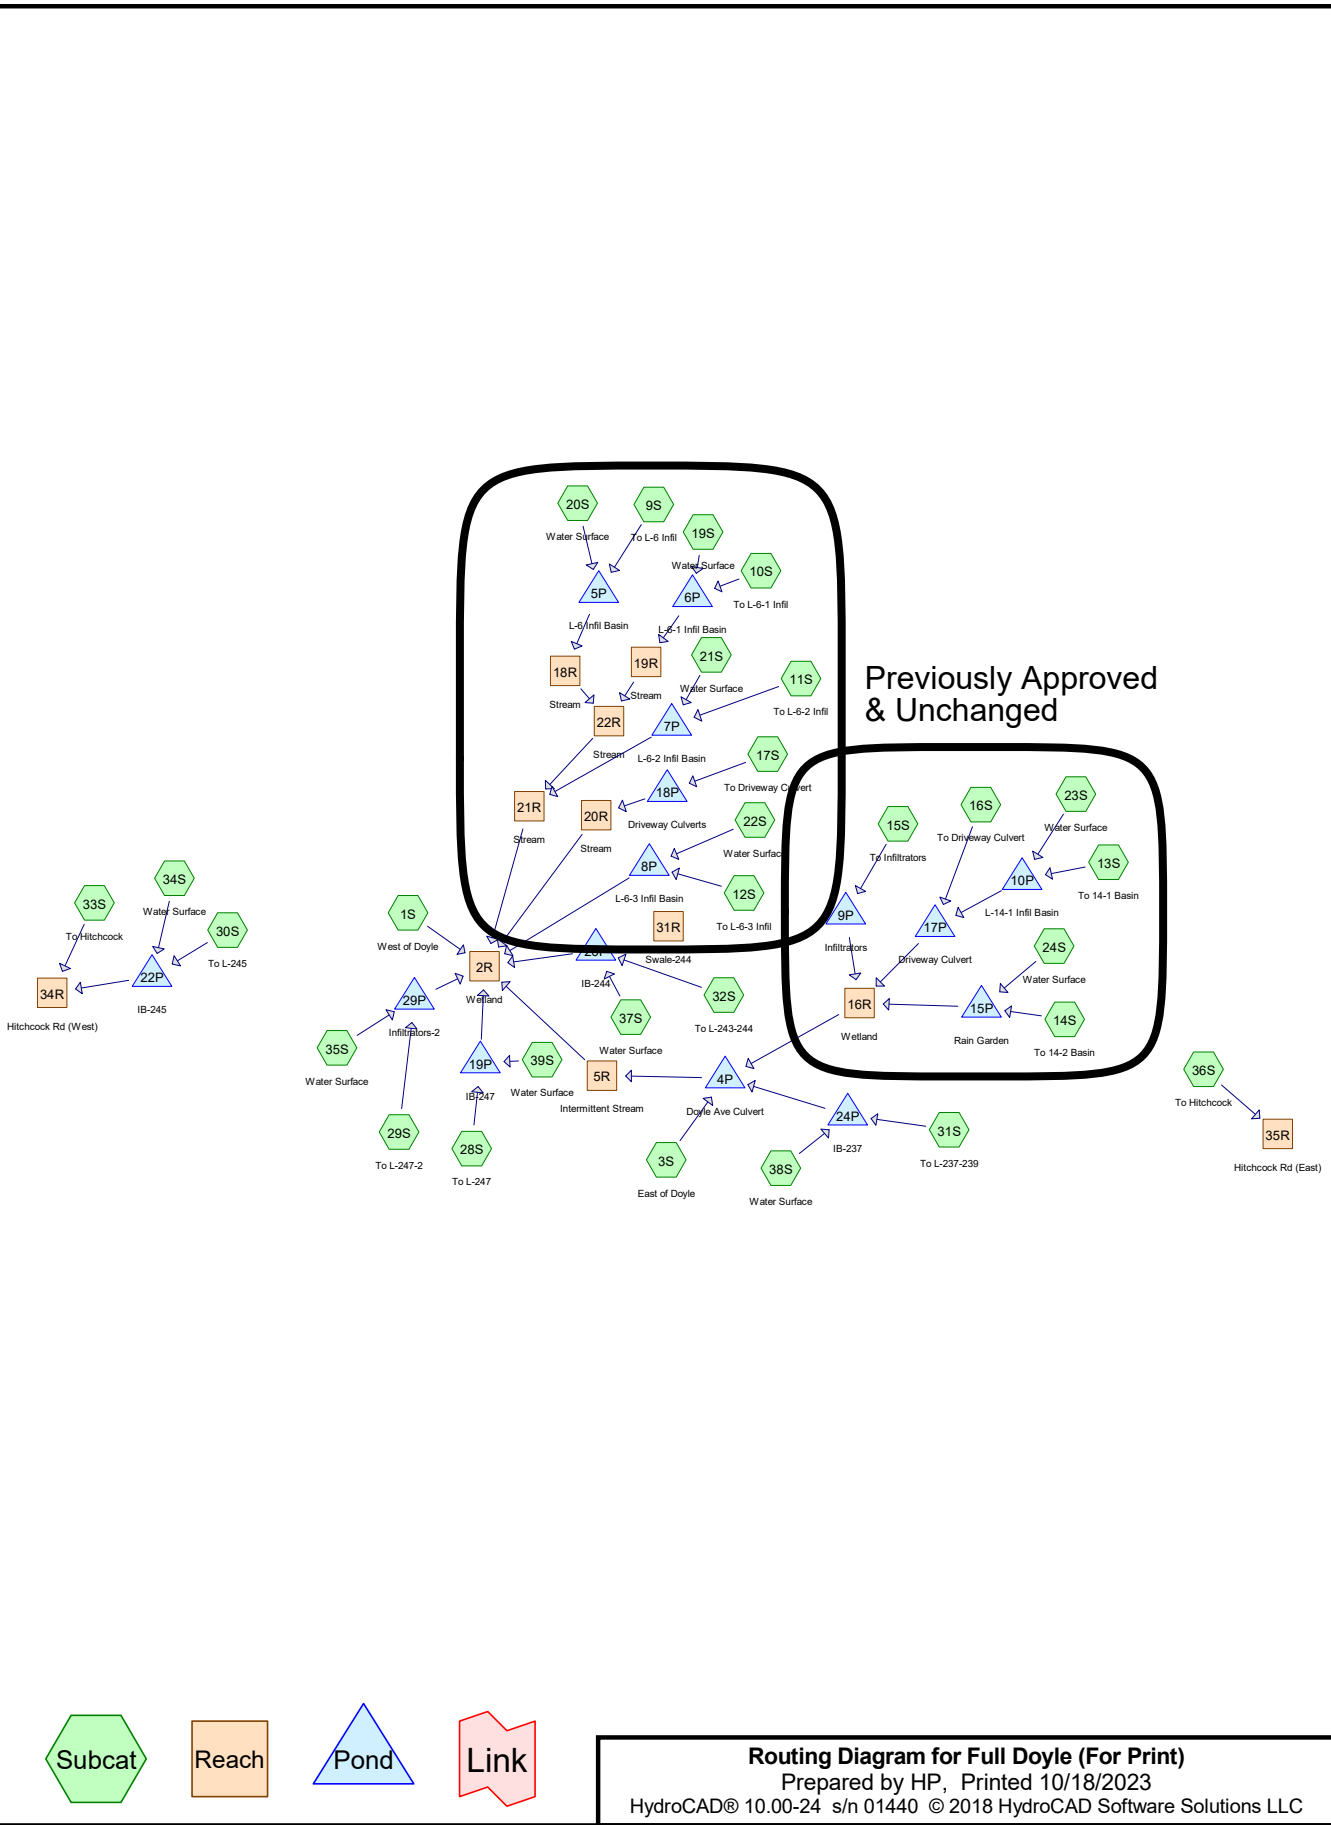 20S
Water Surface
9S
To L-6 Infil
19S
Water Surface
10S
To L-6-1 Infil
5P
L-6 Infil Basin
6P
L-6-1 Infil Basin
18R
Stream
19R
Stream
21S
Water Surface
11S
To L-6-2 Infil
22R
Stream
7P
L-6-2 Infil Basin
Previously Approved
& Unchanged
17S
To Driveway Culvert
18P
Driveway Culverts
21R
Stream
20R
Stream
22S
Water Surface
8P
L-6-3 Infil Basin
12S
To L-6-3 Infil
31R
Swale-244
15S
To Infiltrators
16S
To Driveway Culvert
23S
Water Surface
13S
To 14-1 Basin
10P
L-14-1 Infil Basin
9P
Infiltrators
17P
Driveway Culvert
24S
Water Surface
16R
Wetland
15P
Rain Garden
14S
To 14-2 Basin
33S
To Hitchcock
34S
Water Surface
30S
To L-245
34R
Hitchcock Rd (West)
22P
IB-245
1S
West of Doyle
2R
Wetland
IB-244
32S
To L-243-244
37S
Water Surface
29P
Infiltrators-2
35S
Water Surface
19P
IB-247
39S
Water Surface
29S
To L-247-2
28S
To L-247
5R
Intermittent Stream
4P
Doyle Ave Culvert
24P
IB-237
3S
East of Doyle
38S
Water Surface
31S
To L-237-239
36S
To Hitchcock
35R
Hitchcock Rd (East)
Subcat
Reach
Pond
Link
Routing Diagram for Full Doyle (For Print)
Prepared by HP, Printed 10/18/2023
HydroCAD® 10.00-24 s/n 01440 © 2018 HydroCAD Software Solutions LLC